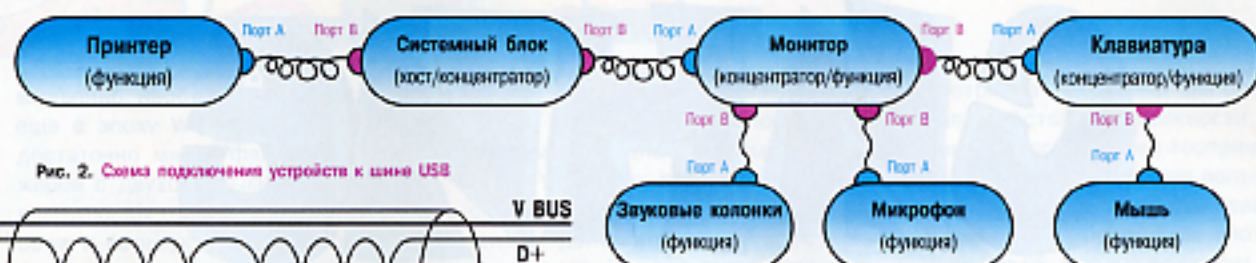 Порт А Порт В Порт В Порт А Порт В Порт А
Принтер Системный блок Монитор Клавиатура
(функция) (хост/концентратор) (концентратор/функция) (концентратор/функция)
Порт В Порт В Порт В
Порт А Порт А Порт А
Рис. 2. Схема подключения устройств к шине USB
Звуковые колонки Микрофон Мышь
(функция) (функция) (функция)
V BUS
D+